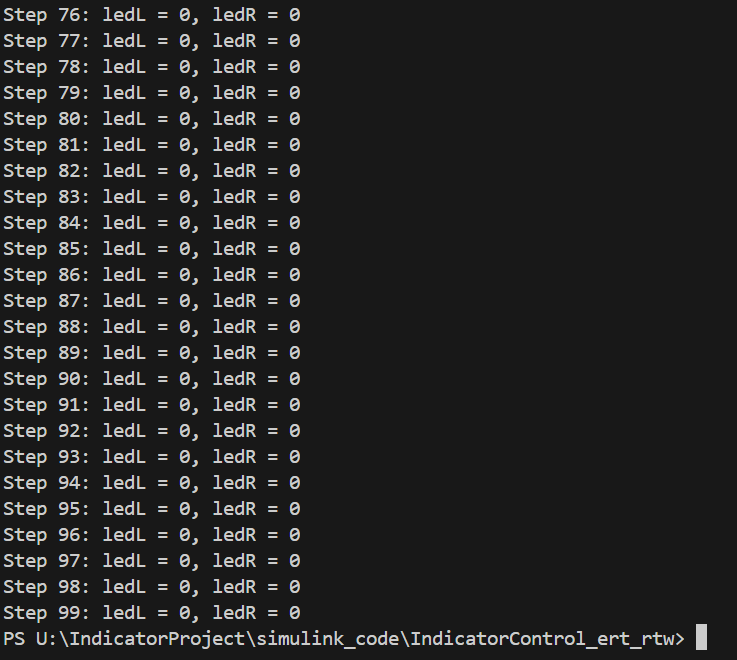 Step 76: ledL = 0, ledR = 0
Step 77: ledL = 0, ledR = 0
Step 78: ledL = 0, ledR = 0
Step 79: ledL = 0, ledR = 0
Step 80: ledL = 0, ledR = 0
Step 81: ledL = 0, ledR = 0
Step 82: ledL = 0, ledR = 0
Step 83: ledL = 0, ledR = 0
Step 84: ledL = 0, ledR = 0
Step 85: ledL = 0, ledR = 0
Step 86: ledL = 0, ledR = 0
Step 87: ledL = 0, ledR = 0
Step 88: ledL = 0, ledR = 0
Step 89: ledL = 0, ledR = 0
Step 90: ledL = 0, ledR = 0
Step 91: ledL = 0, ledR = 0
Step 92: ledL = 0, ledR = 0
Step 93: ledL = 0, ledR = 0
Step 94: ledL = 0, ledR = 0
Step 95: ledL = 0, ledR = 0
Step 96: ledL = 0, ledR = 0
Step 97: ledL = 0, ledR = 0
Step 98: ledL = 0, ledR = 0
Step 99: ledL = 0, ledR = 0
PS U:\IndicatorProject\simulink_code\IndicatorControl_ert_rtw>